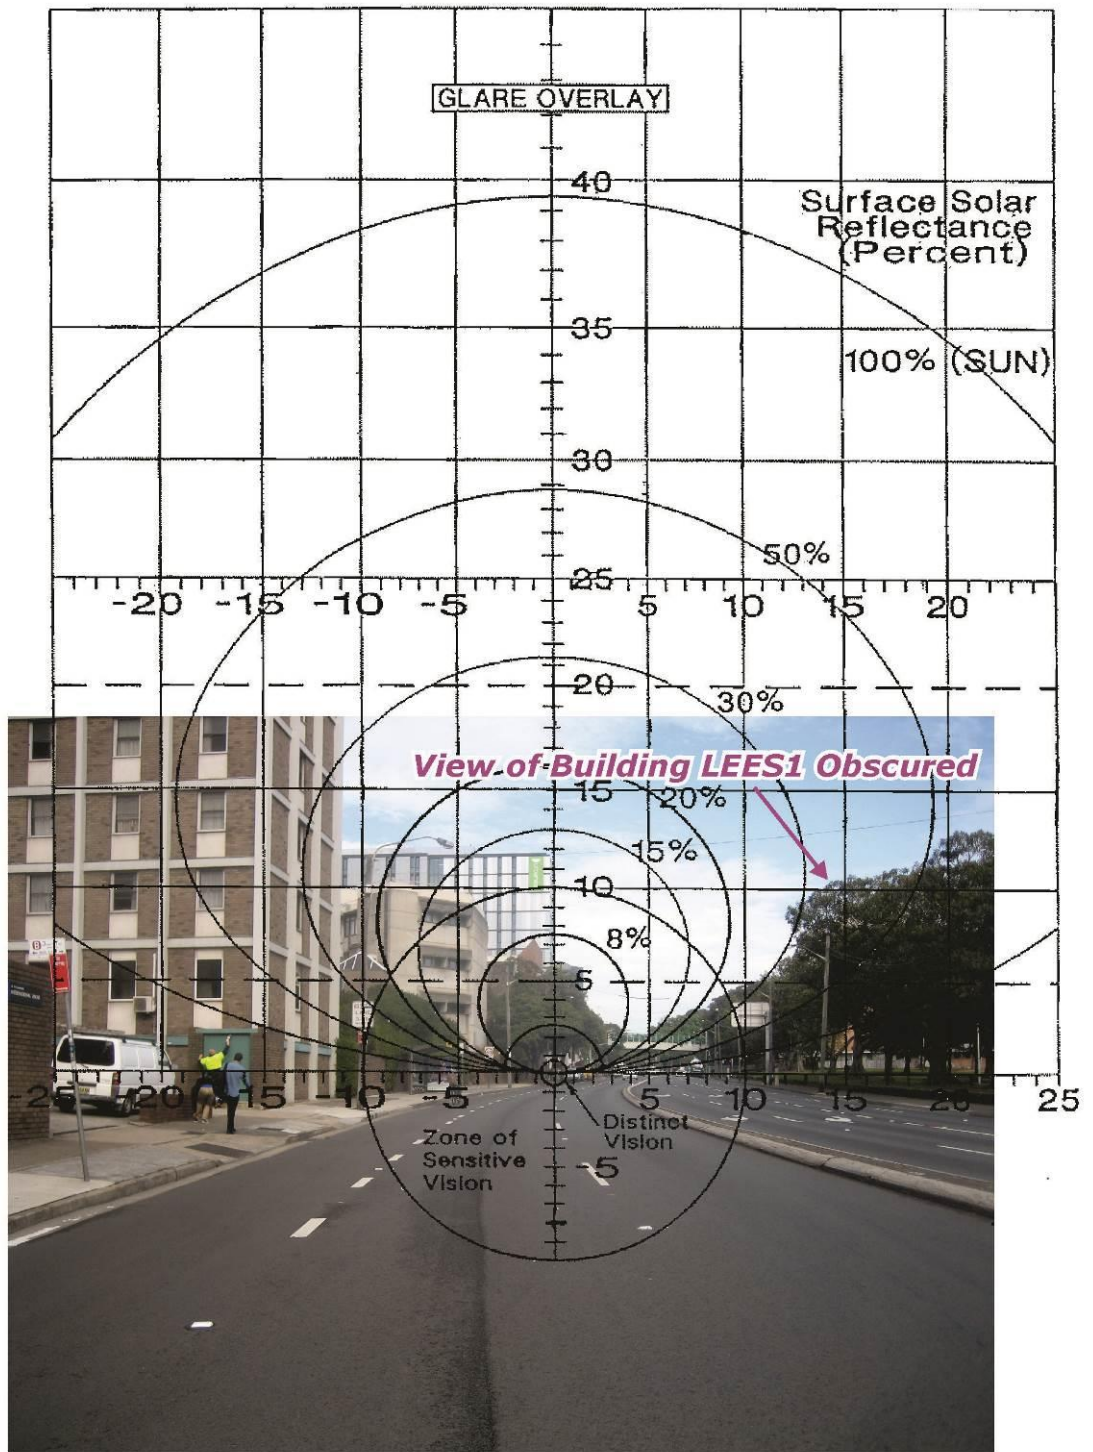 GLARE OVERLAY
40
Surface Solar
Reflectance
(Percent)
35
100% (SUN)
30
50%
25
-20 -15 -10 -5 5 10 15 20
20
30%
View of Building LEES1 Obscured
15
20%
15%
10
8%
5
-25 -20 -15 -10 -5 5 10 15 20 25
Distinct
Vision
Zone of
Sensitive
Vision
-5